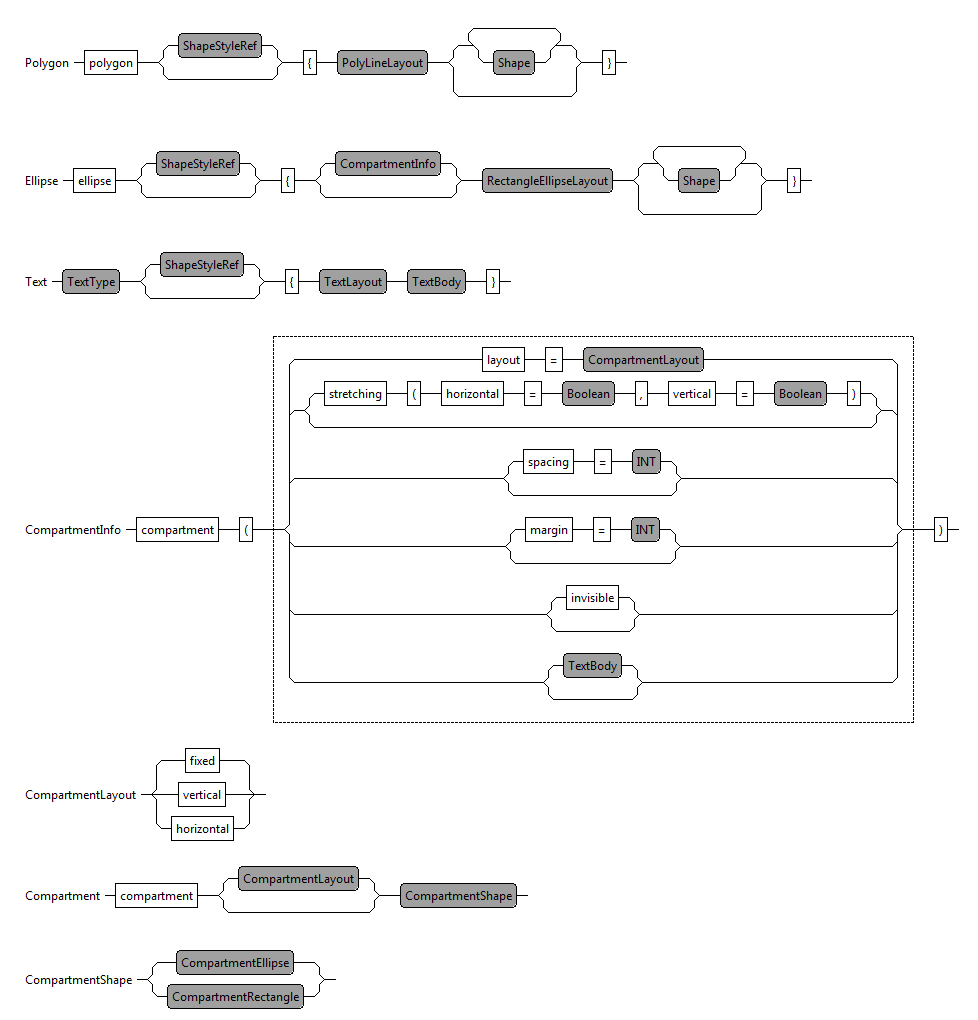 ShapeStyleRef
Polygon polygon { PolyLineLayout Shape }
ShapeStyleRef CompartmentInfo
Ellipse ellipse { RectangleEllipseLayout Shape }
ShapeStyleRef
Text TextType { TextLayout TextBody }
layout = CompartmentLayout
stretching ( horizontal = Boolean , vertical = Boolean )
spacing = INT
CompartmentInfo compartment ( margin = INT )
invisible
TextBody
fixed
CompartmentLayout vertical
horizontal
CompartmentLayout
Compartment compartment CompartmentShape
CompartmentEllipse
CompartmentShape
CompartmentRectangle